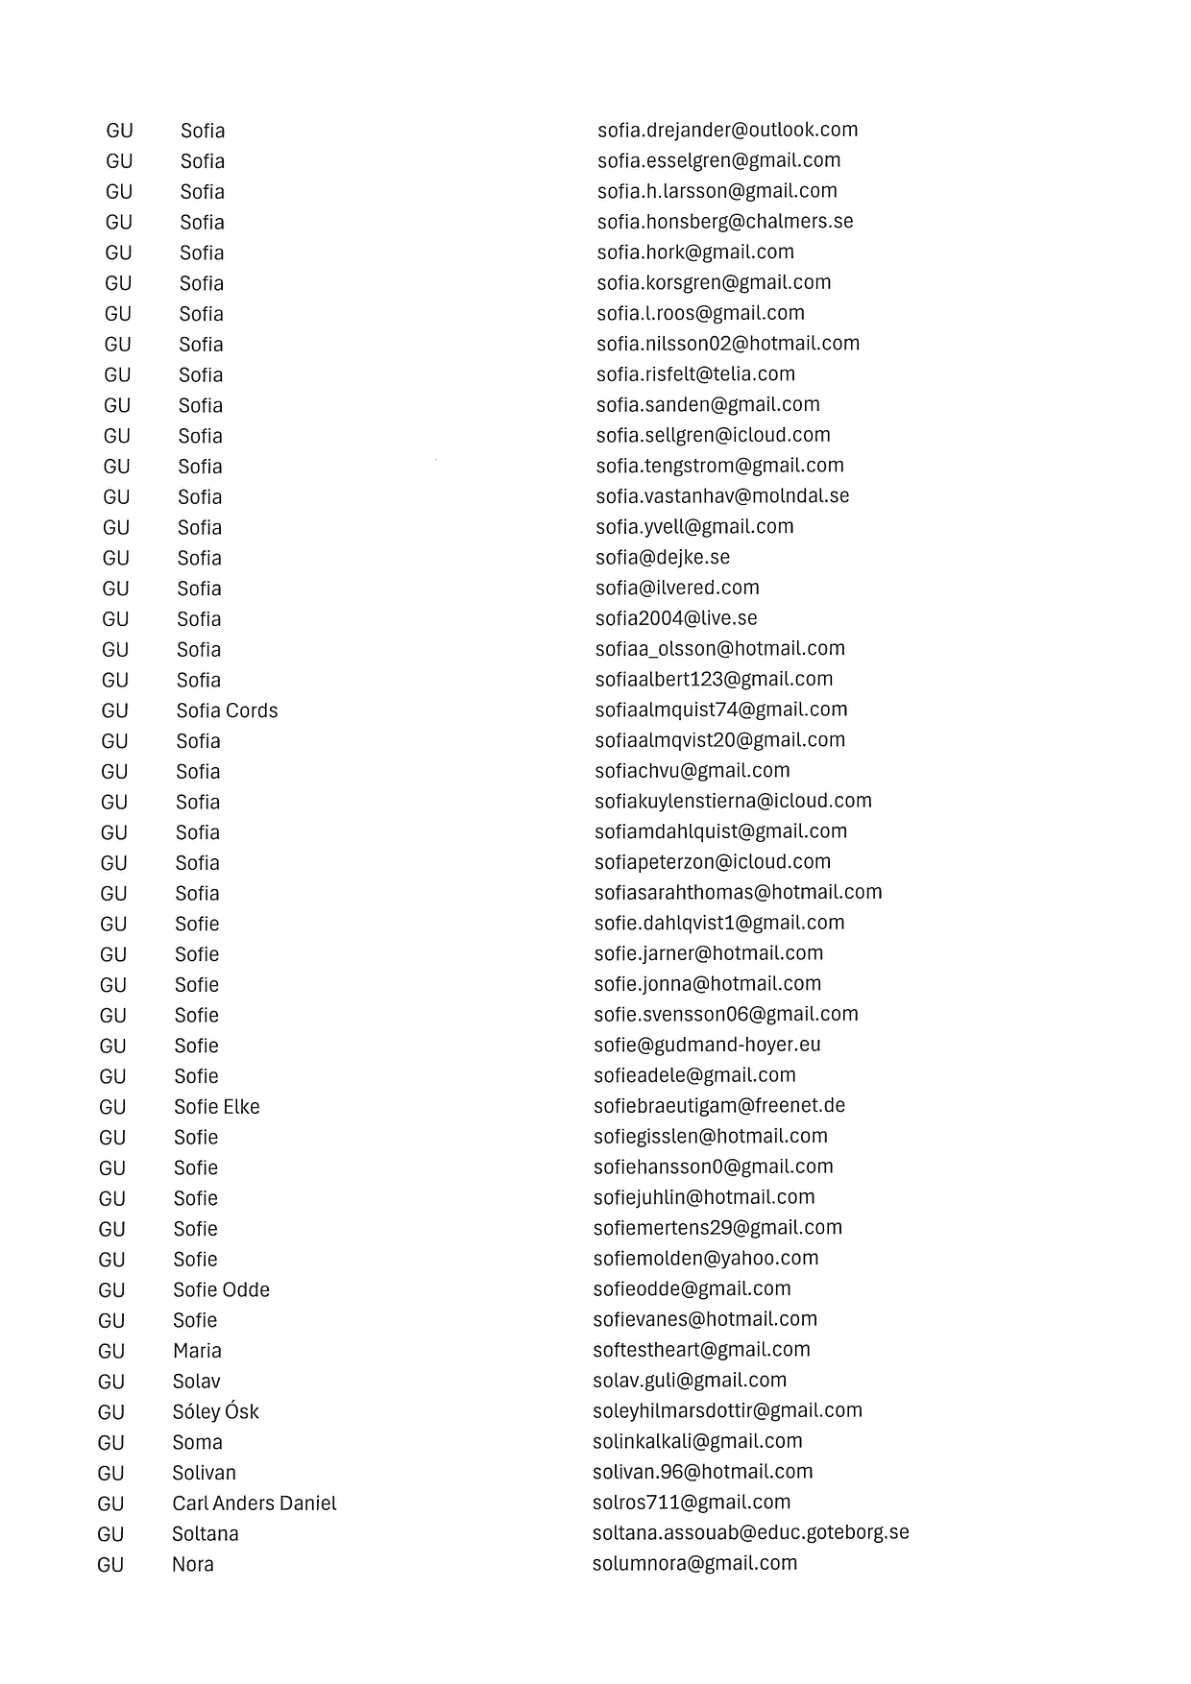 GU Sofia sofia.drejander@outlook.com
GU Sofia sofia.esselgren@gmail.com
GU Sofia sofia.h.larsson@gmail.com
GU Sofia sofia.honsberg@chalmers.se
GU Sofia sofia.hork@gmail.com
GU Sofia sofia.korsgren@gmail.com
GU Sofia sofia.l.roos@gmail.com
GU Sofia sofia.nilsson02@hotmail.com
GU Sofia sofia.risfelt@telia.com
GU Sofia sofia.sanden@gmail.com
GU Sofia sofia.sellgren@icloud.com
GU Sofia sofia.tengstrom@gmail.com
GU Sofia sofia.vastanhav@molndal.se
GU Sofia sofia.yvell@gmail.com
GU Sofia sofia@dejke.se
GU Sofia sofia@ilvered.com
GU Sofia sofia2004@live.se
GU Sofia sofiaa_olsson@hotmail.com
GU Sofia sofiaalbert123@gmail.com
GU Sofia Cords sofiaalmquist74@gmail.com
GU Sofia sofiaalmqvist20@gmail.com
GU Sofia sofiachvu@gmail.com
GU Sofia sofiakuylenstierna@icloud.com
GU Sofia sofiamdahlquist@gmail.com
GU Sofia sofiapeterzon@icloud.com
GU Sofia sofiasarahthomas@hotmail.com
GU Sofie sofie.dahlqvist1@gmail.com
GU Sofie sofie.jarner@hotmail.com
GU Sofie sofie.jonna@hotmail.com
GU Sofie sofie.svensson06@gmail.com
GU Sofie sofie@gudmand-hoyer.eu
GU Sofie sofieadele@gmail.com
GU Sofie Elke sofiebraeutigam@freenet.de
GU Sofie sofiegisslen@hotmail.com
GU Sofie sofiehansson0@gmail.com
GU Sofie sofiejuhlin@hotmail.com
GU Sofie sofiemertens29@gmail.com
GU Sofie sofiemolden@yahoo.com
GU Sofie Odde sofieodde@gmail.com
GU Sofie sofievanes@hotmail.com
GU Maria softestheart@gmail.com
GU Solav solav.guli@gmail.com
GU Sóley Ósk soleyhilmarsdottir@gmail.com
GU Soma solinkalkali@gmail.com
GU Solivan solivan.96@hotmail.com
GU Carl Anders Daniel solros711@gmail.com
GU Soltana soltana.assouab@educ.goteborg.se
GU Nora solumnora@gmail.com